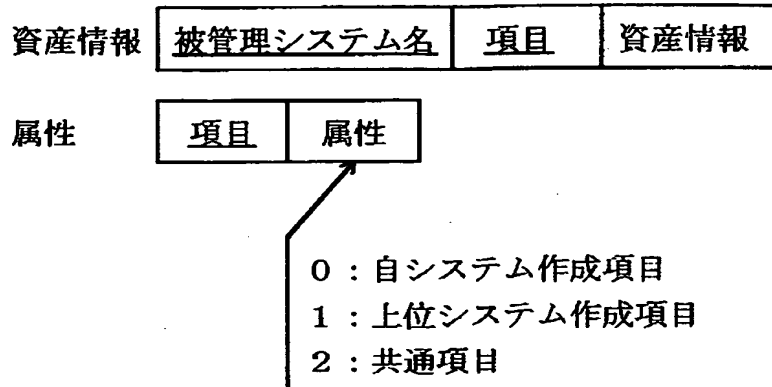 資産情報 被管理システム名 項目 資産情報
属性 項目 属性
0:自システム作成項目
1:上位システム作成項目
2:共通項目